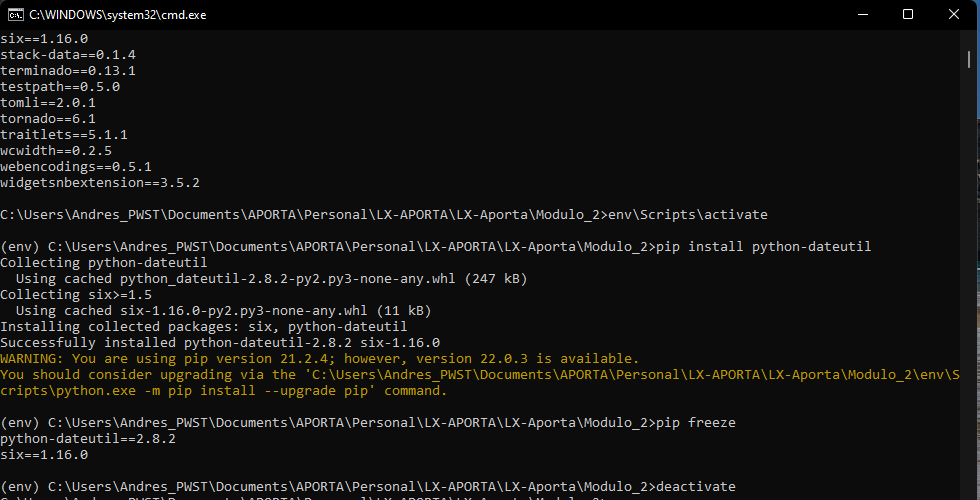 C:\WINDOWS\system32\cmd.exe
six==1.16.0
stack-data==0.1.4
terminado==0.13.1
testpath==0.5.0
tomli==2.0.1
tornado==6.1
traitlets==5.1.1
wcwidth==0.2.5
webencodings==0.5.1
widgetsnbextension==3.5.2
C:\Users\Andres_PWST\Documents\APORTA\Personal\LX-APORTA\LX-Aporta\Modulo_2>env\Scripts\activate
(env) C:\Users\Andres_PWST\Documents\APORTA\Personal\LX-APORTA\LX-Aporta\Modulo_2>pip install python-dateutil
Collecting python-dateutil
  Using cached python_dateutil-2.8.2-py2.py3-none-any.whl (247 kB)
Collecting six>=1.5
  Using cached six-1.16.0-py2.py3-none-any.whl (11 kB)
Installing collected packages: six, python-dateutil
Successfully installed python-dateutil-2.8.2 six-1.16.0
WARNING: You are using pip version 21.2.4; however, version 22.0.3 is available.
You should consider upgrading via the 'C:\Users\Andres_PWST\Documents\APORTA\Personal\LX-APORTA\LX-Aporta\Modulo_2\env\S
cripts\python.exe -m pip install --upgrade pip' command.
(env) C:\Users\Andres_PWST\Documents\APORTA\Personal\LX-APORTA\LX-Aporta\Modulo_2>pip freeze
python-dateutil==2.8.2
six==1.16.0
(env) C:\Users\Andres_PWST\Documents\APORTA\Personal\LX-APORTA\LX-Aporta\Modulo_2>deactivate